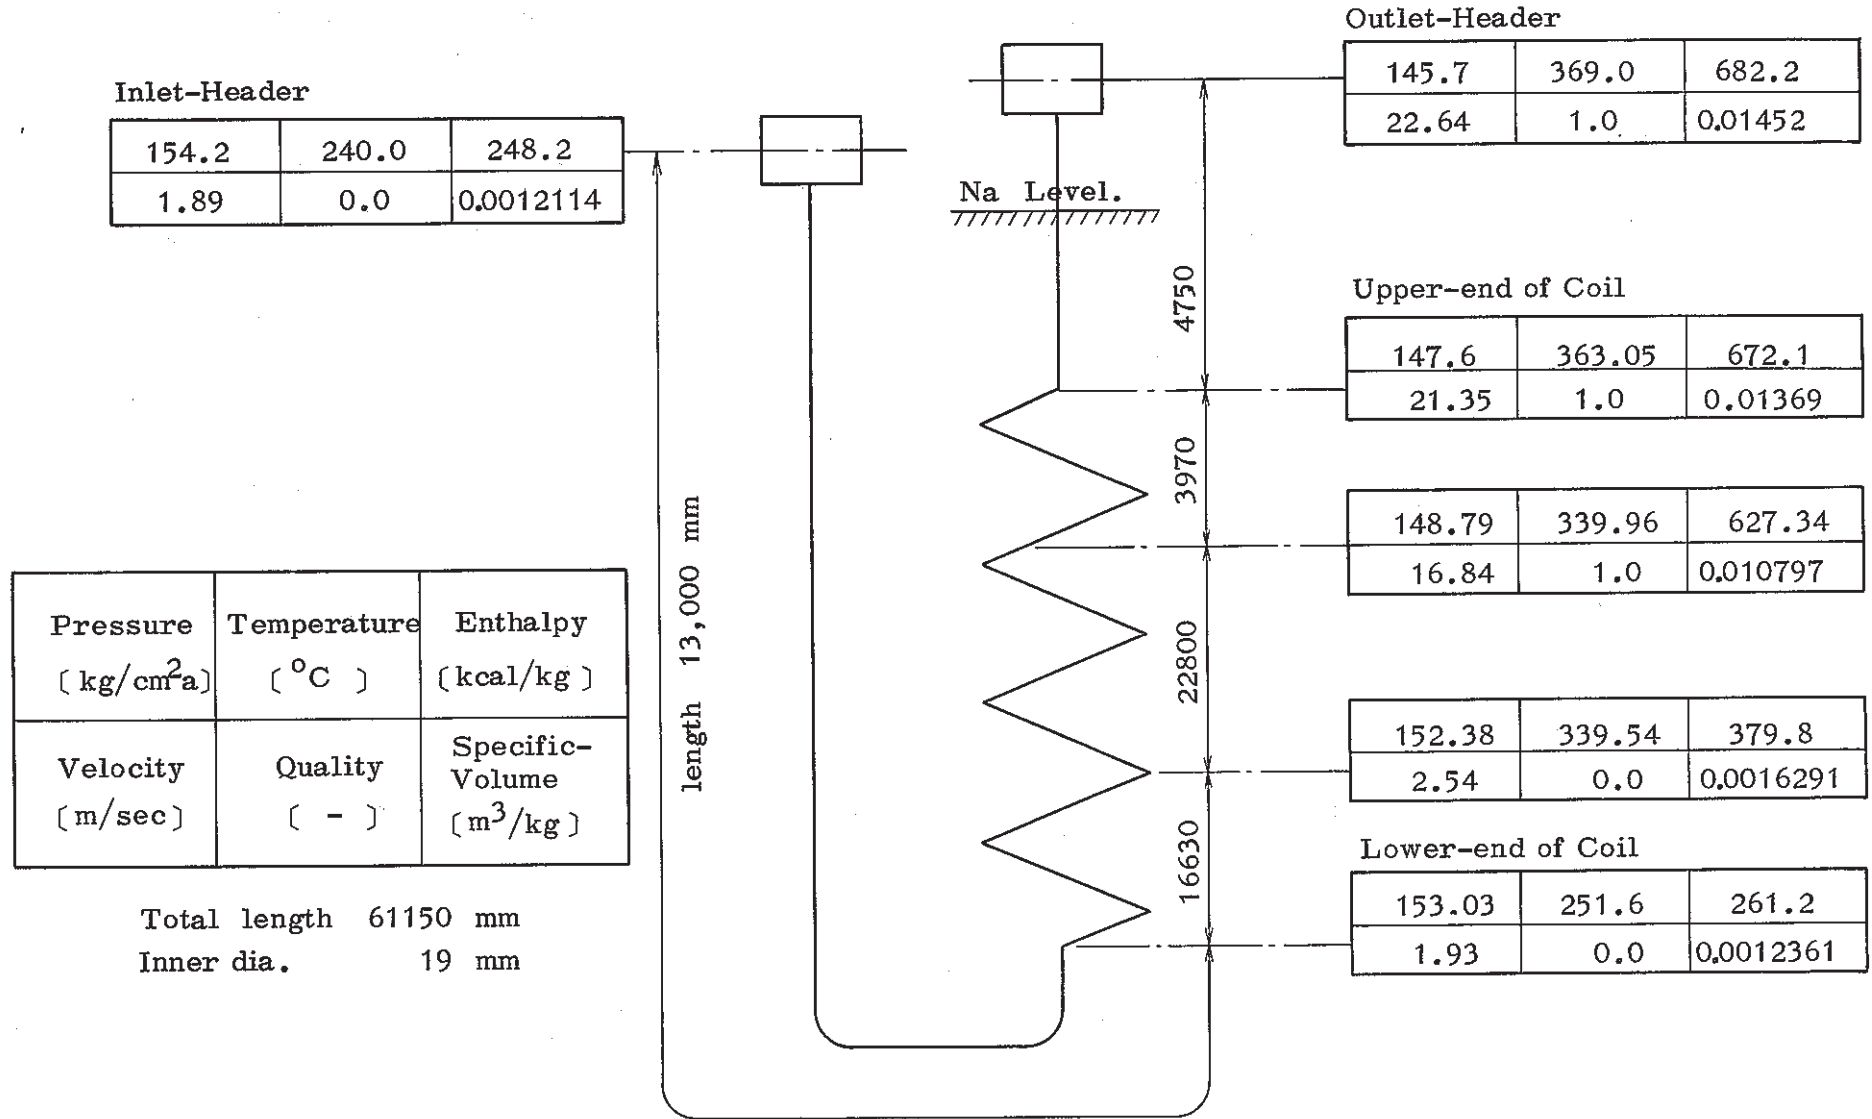 Outlet-Header
145.7 369.0 682.2
22.64 1.0 0.01452
Inlet-Header
154.2 240.0 248.2
1.89 0.0 0.0012114
Na Level.
4750
Upper-end of Coil
147.6 363.05 672.1
21.35 1.0 0.01369
3970
148.79 339.96 627.34
16.84 1.0 0.010797
length 13,000 mm
22800
Pressure Temperature Enthalpy
[kg/cm²a] [°C] [kcal/kg]
Velocity Quality Specific-
Volume
[m/sec] [-] [m³/kg]
152.38 339.54 379.8
2.54 0.0 0.0016291
16630
Lower-end of Coil
153.03 251.6 261.2
1.93 0.0 0.0012361
Total length 61150 mm
Inner dia. 19 mm